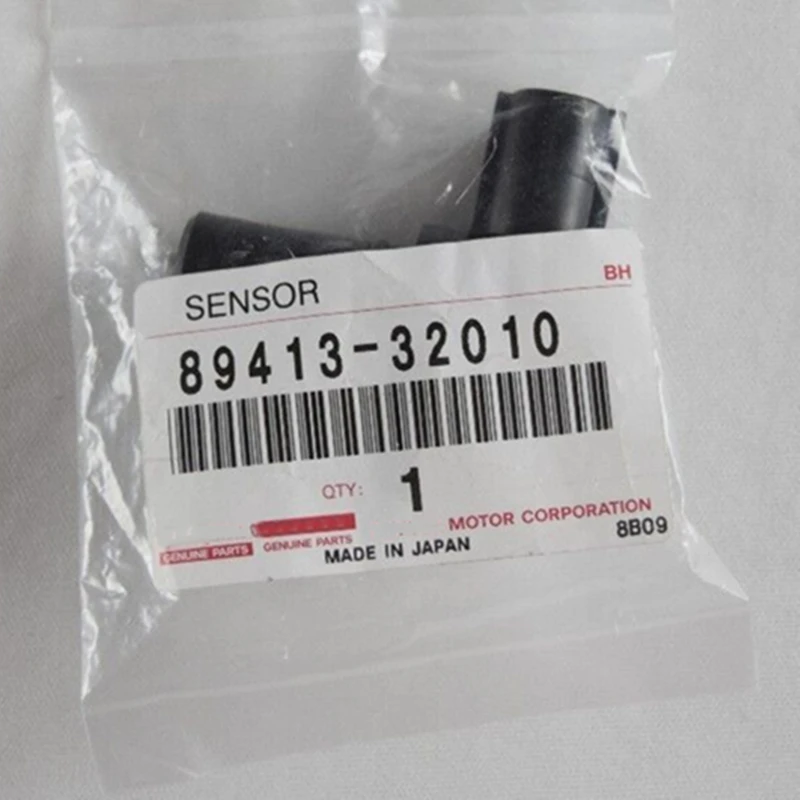 SENSOR
BH
89413-32010
QTY: 1
MOTOR CORPORATION
GENUINE PARTS
GENUINE PARTS
MADE IN JAPAN
8B09